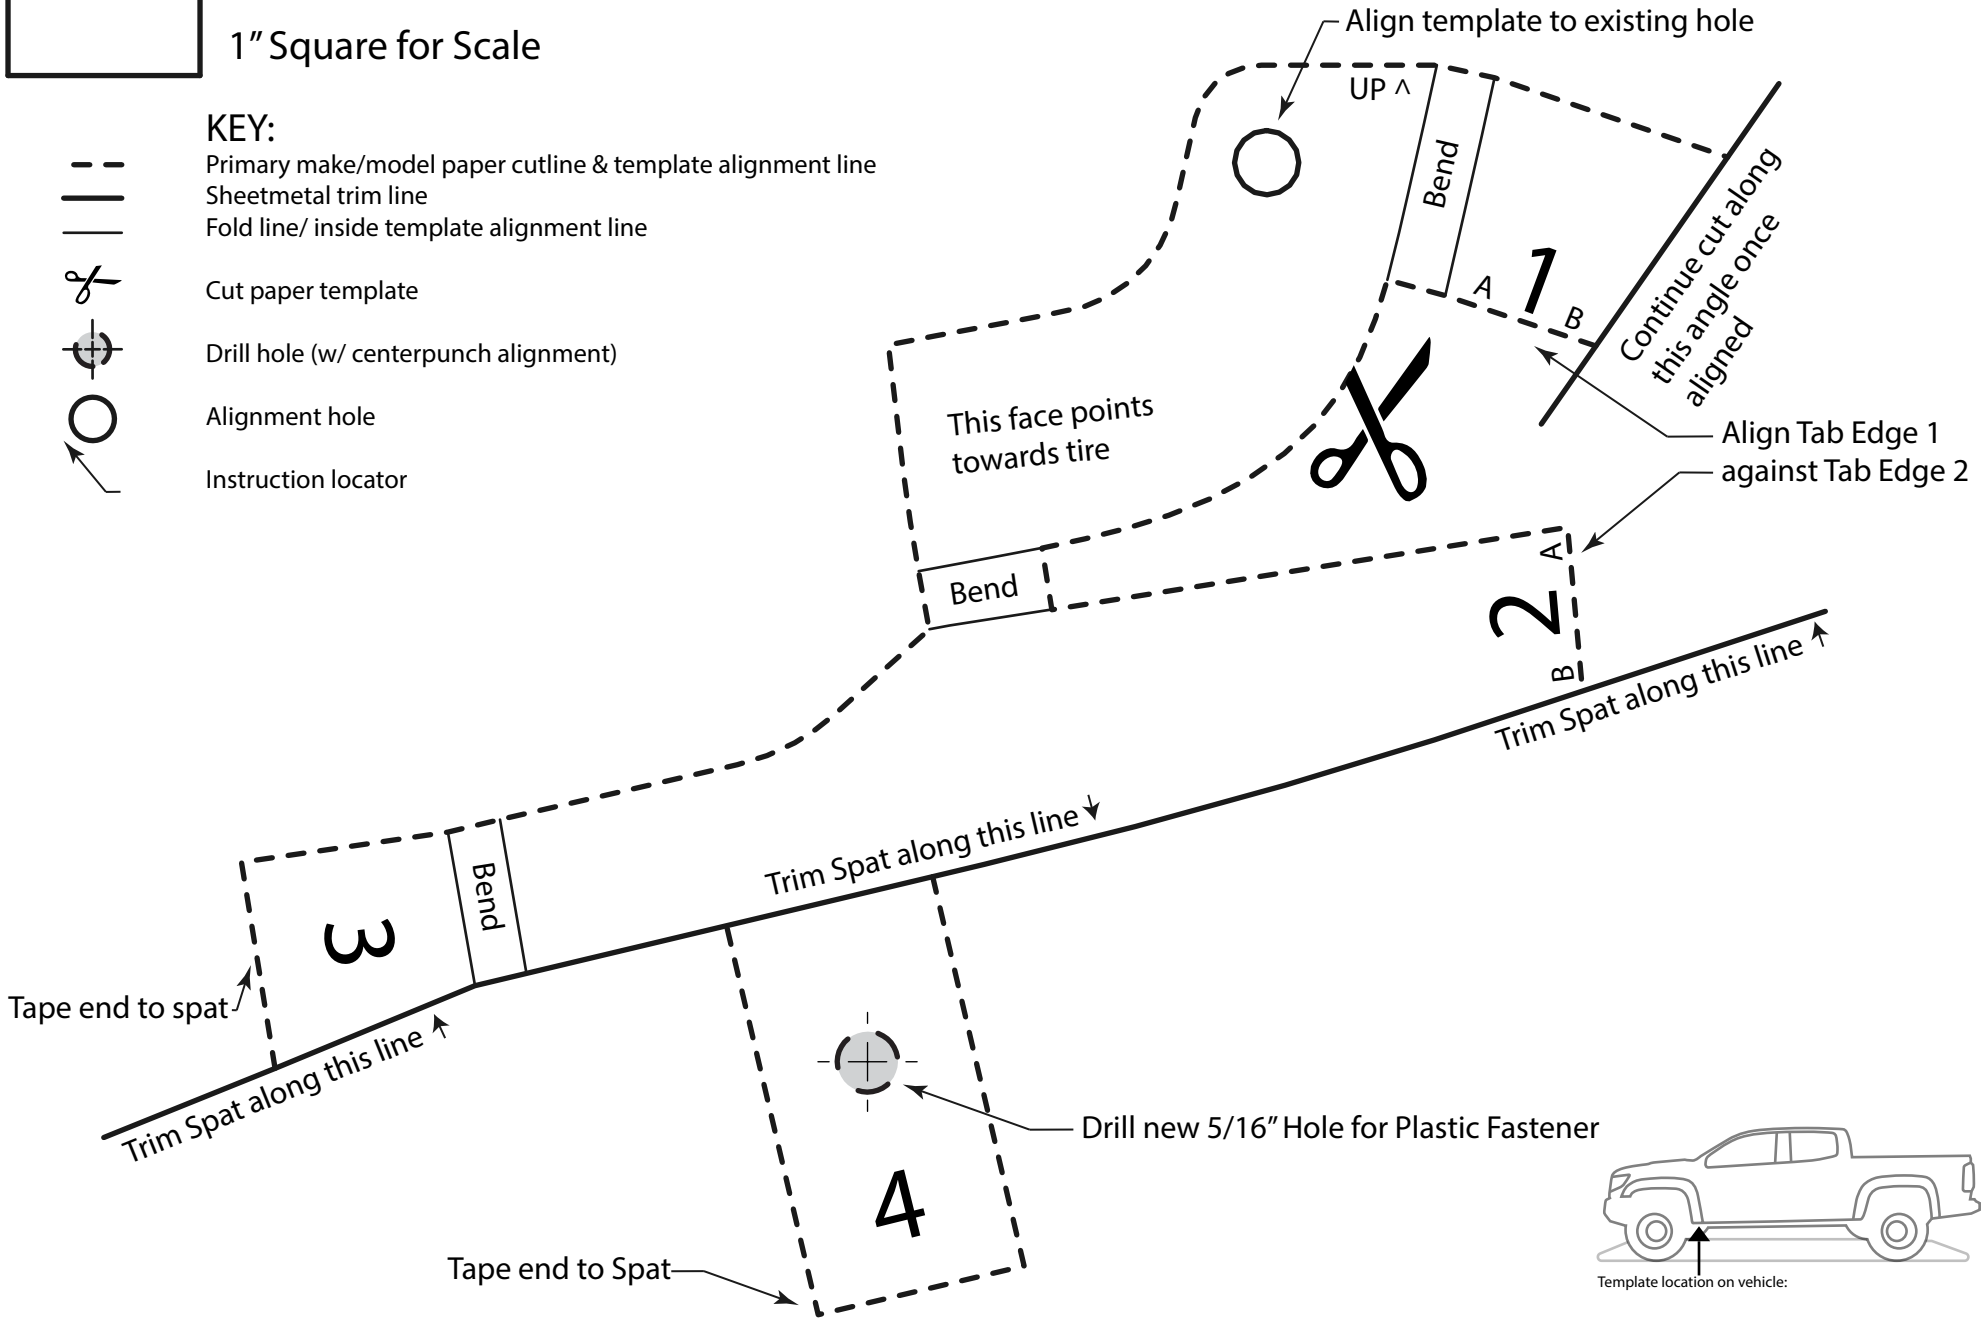 1" Square for Scale
KEY:
Primary make/model paper cutline & template alignment line
Sheetmetal trim line
Fold line/ inside template alignment line
Cut paper template
Drill hole (w/ centerpunch alignment)
Alignment hole
Instruction locator
Align template to existing hole
UP ^
Bend
1
A
B
Continue cut along
this angle once
aligned
This face points
towards tire
Align Tab Edge 1
against Tab Edge 2
Bend
2
A
B
Trim Spat along this line
Trim Spat along this line
Bend
3
Tape end to spat
Trim Spat along this line
Drill new 5/16" Hole for Plastic Fastener
4
Tape end to Spat
Template location on vehicle: